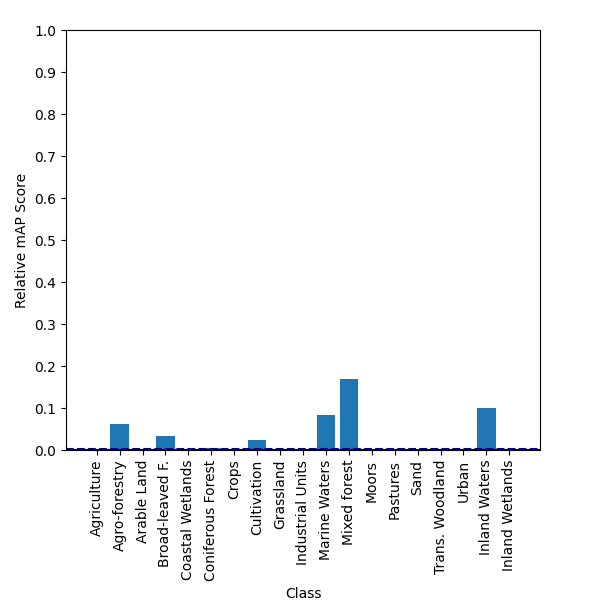 1.0
0.9
0.8
0.7
0.6
0.5
0.4
0.3
0.2
0.1
0.0
Relative mAP Score
Agriculture
Agro-forestry
Arable Land
Broad-leaved F.
Coastal Wetlands
Coniferous Forest
Crops
Cultivation
Grassland
Industrial Units
Marine Waters
Mixed forest
Moors
Pastures
Sand
Trans. Woodland
Urban
Inland Waters
Inland Wetlands
Class